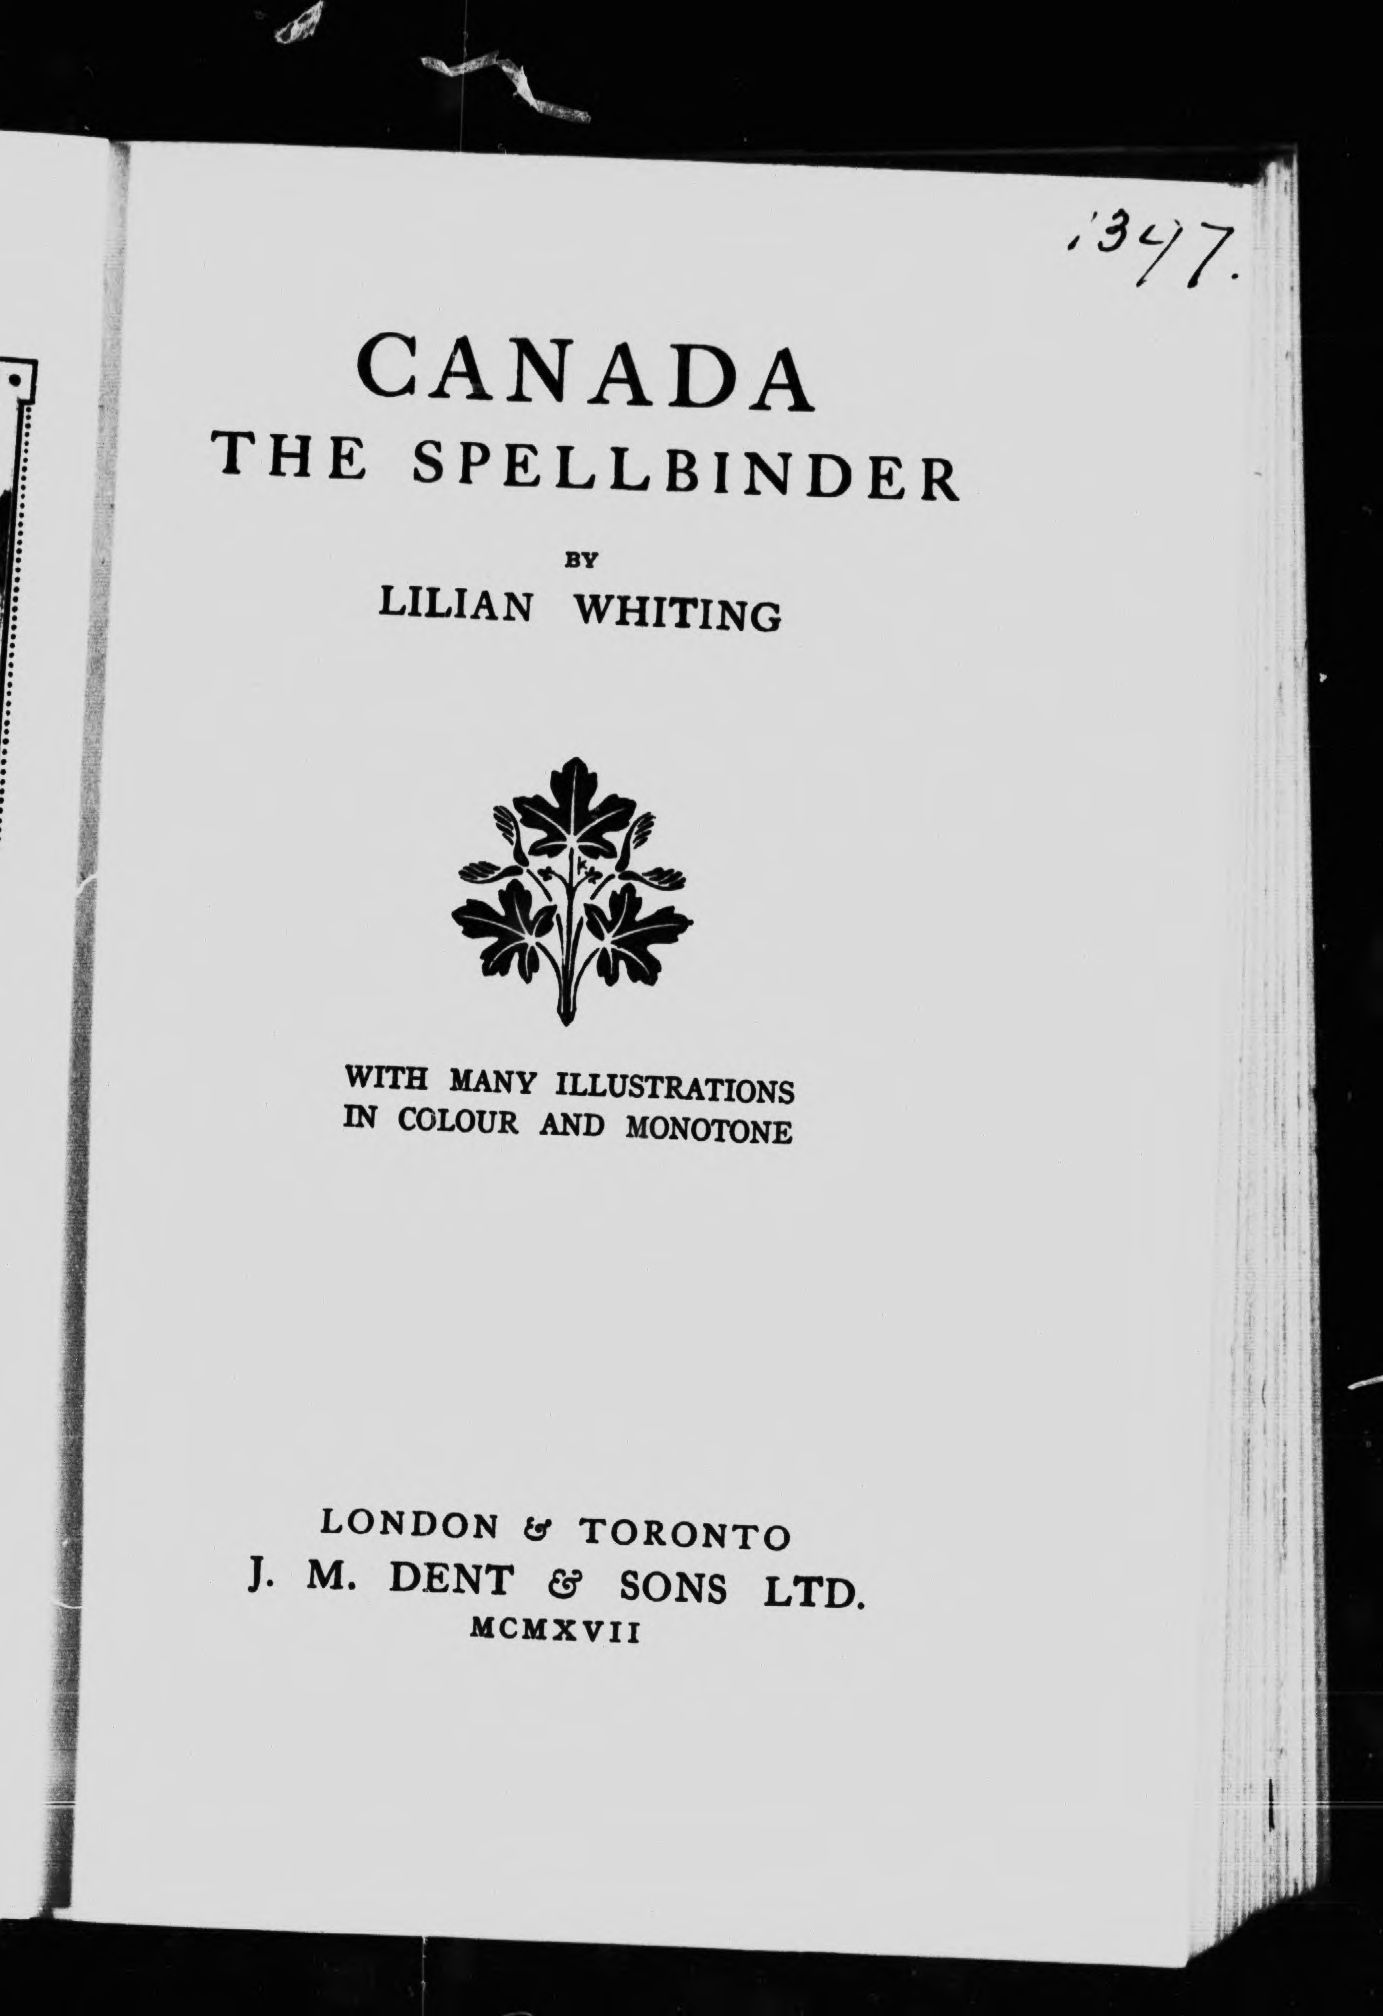 1347.
CANADA
THE SPELLBINDER
BY
LILIAN WHITING
WITH MANY ILLUSTRATIONS
IN COLOUR AND MONOTONE
LONDON & TORONTO
J. M. DENT & SONS LTD.
MCMXVII